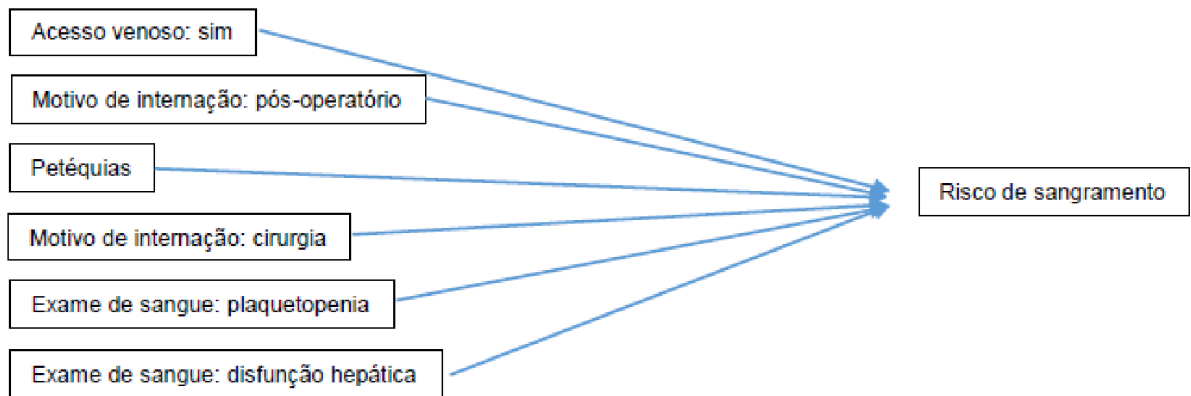 Acesso venoso: sim
Motivo de internação: pós-operatório
Petéquias
Motivo de internação: cirurgia
Exame de sangue: plaquetopenia
Exame de sangue: disfunção hepática
Risco de sangramento